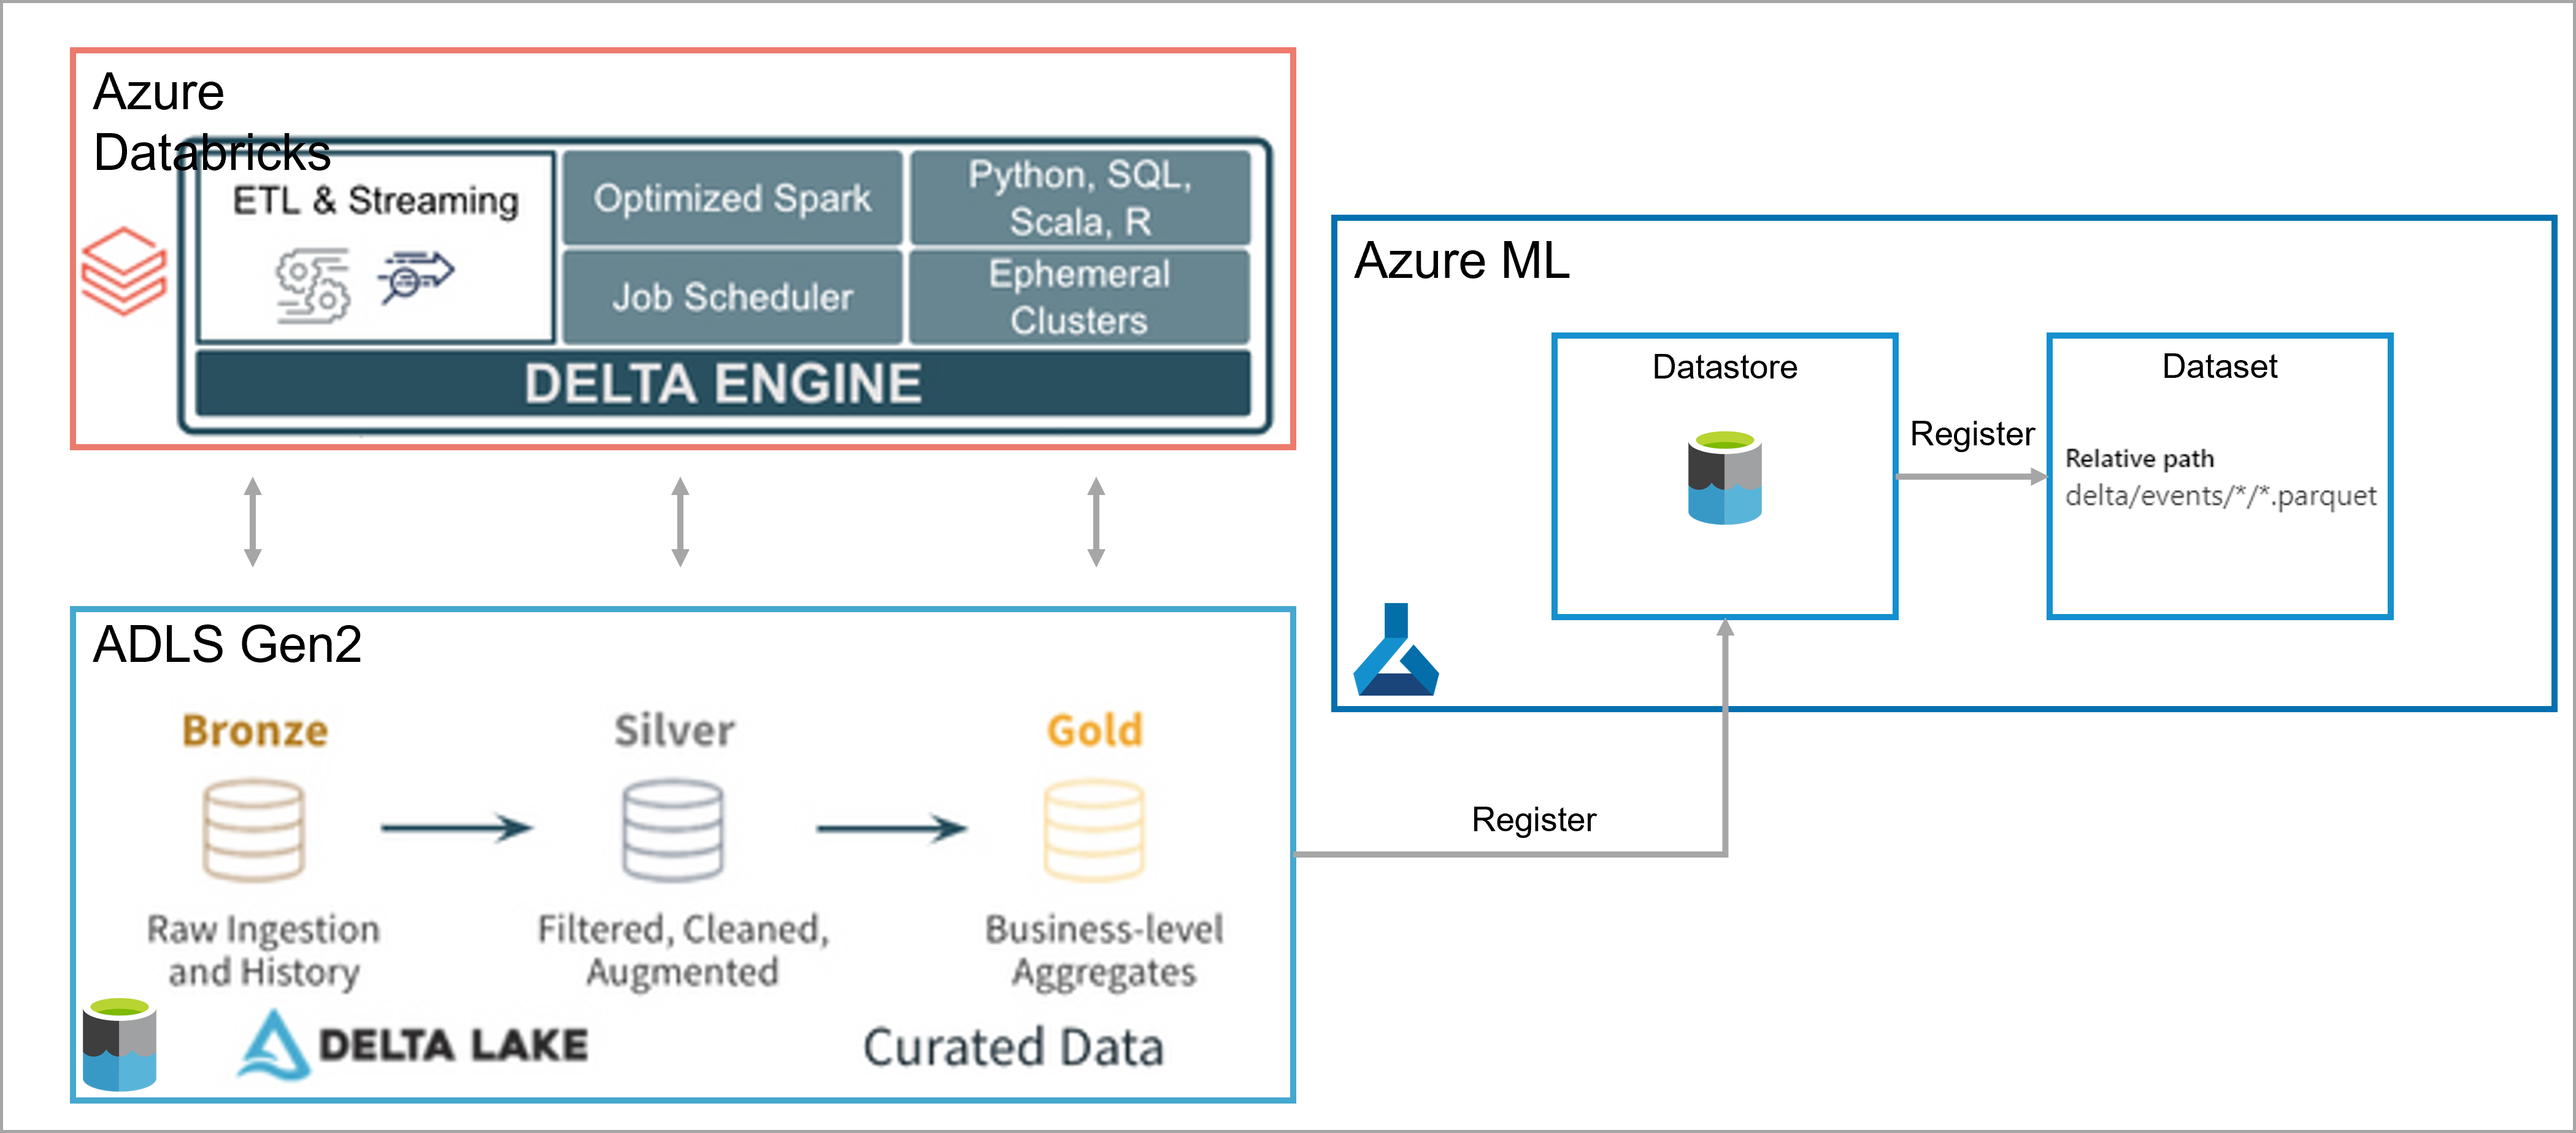 Azure
Databricks
ETL & Streaming
Optimized Spark
Python, SQL,
Scala, R
Job Scheduler
Ephemeral
Clusters
DELTA ENGINE
Azure ML
Datastore
Register
Dataset
Relative path
delta/events/*/*.parquet
ADLS Gen2
Bronze
Silver
Gold
Raw Ingestion
and History
Filtered, Cleaned,
Augmented
Business-level
Aggregates
DELTA LAKE
Curated Data
Register